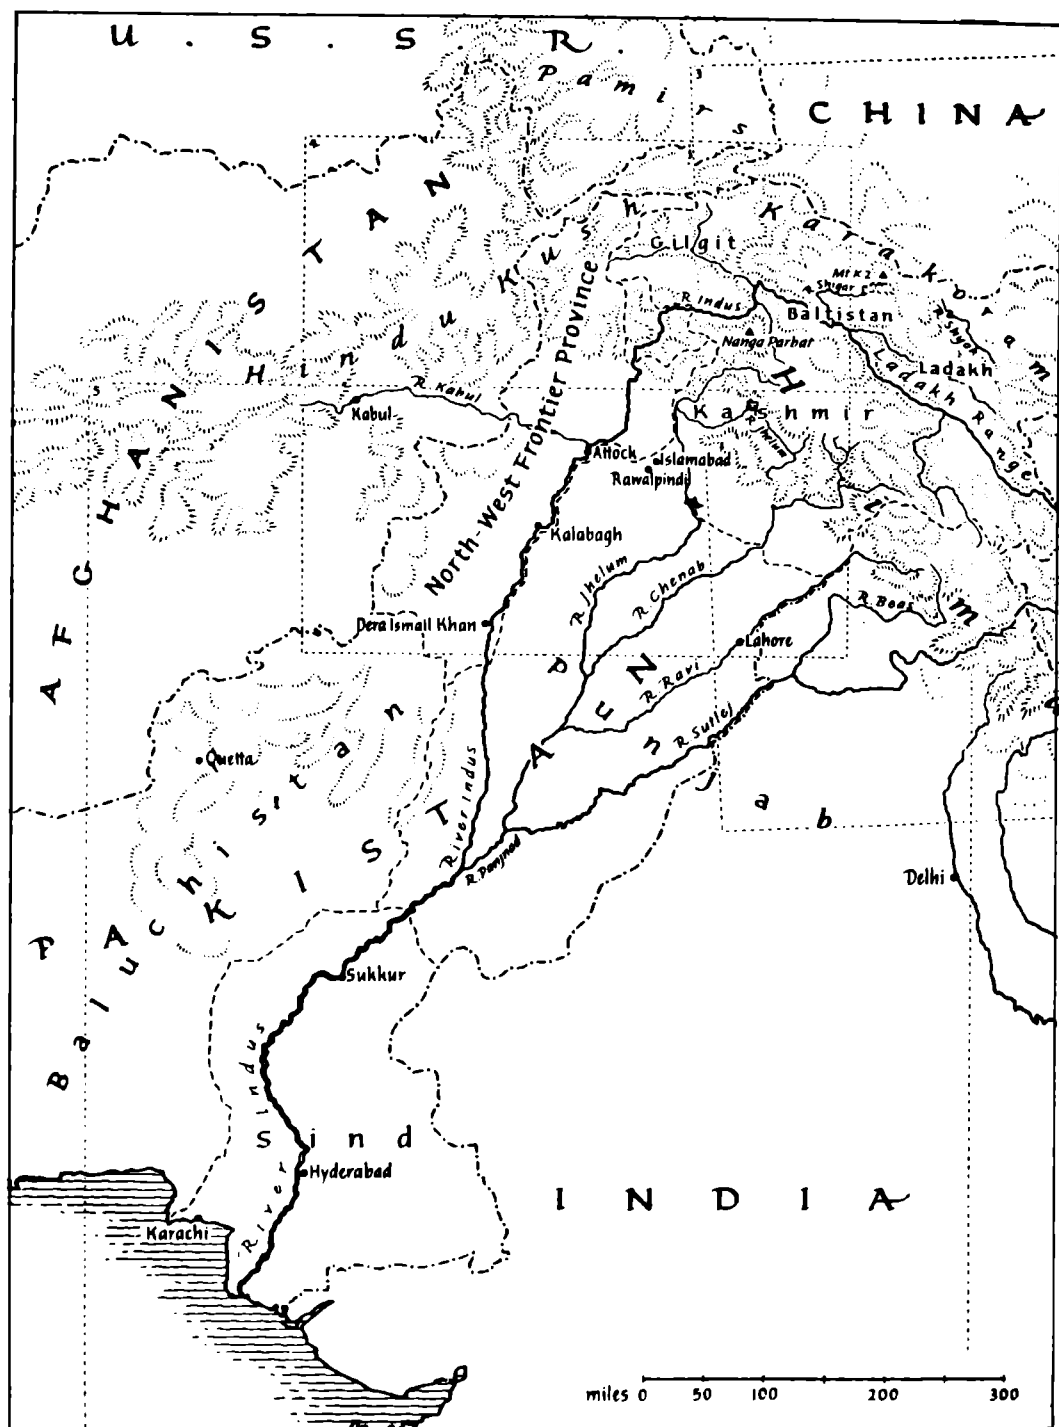 U . S . S . R .
Pamirs
CHINA
AFGHANISTAN
Hindu Kush
Karakoram
Gilgit
Mt K2
R Shigar
R Indus
Baltistan
R Shyok
Nanga Parbat
Ladakh
Ladakh Range
R Kabul
Kabul
North-West Frontier Province
Kashmir
R Jhelum
Attock
Islamabad
Rawalpindi
Kalabagh
R Jhelum
R Chenab
Dera Ismail Khan
Lahore
R Beas
R Ravi
R Sutlej
Punjab
Quetta
River Indus
R. Panjnad
PAKISTAN
Baluchistan
Delhi
Sukkur
River Indus
Sind
Hyderabad
INDIA
Karachi
miles 0 50 100 200 300